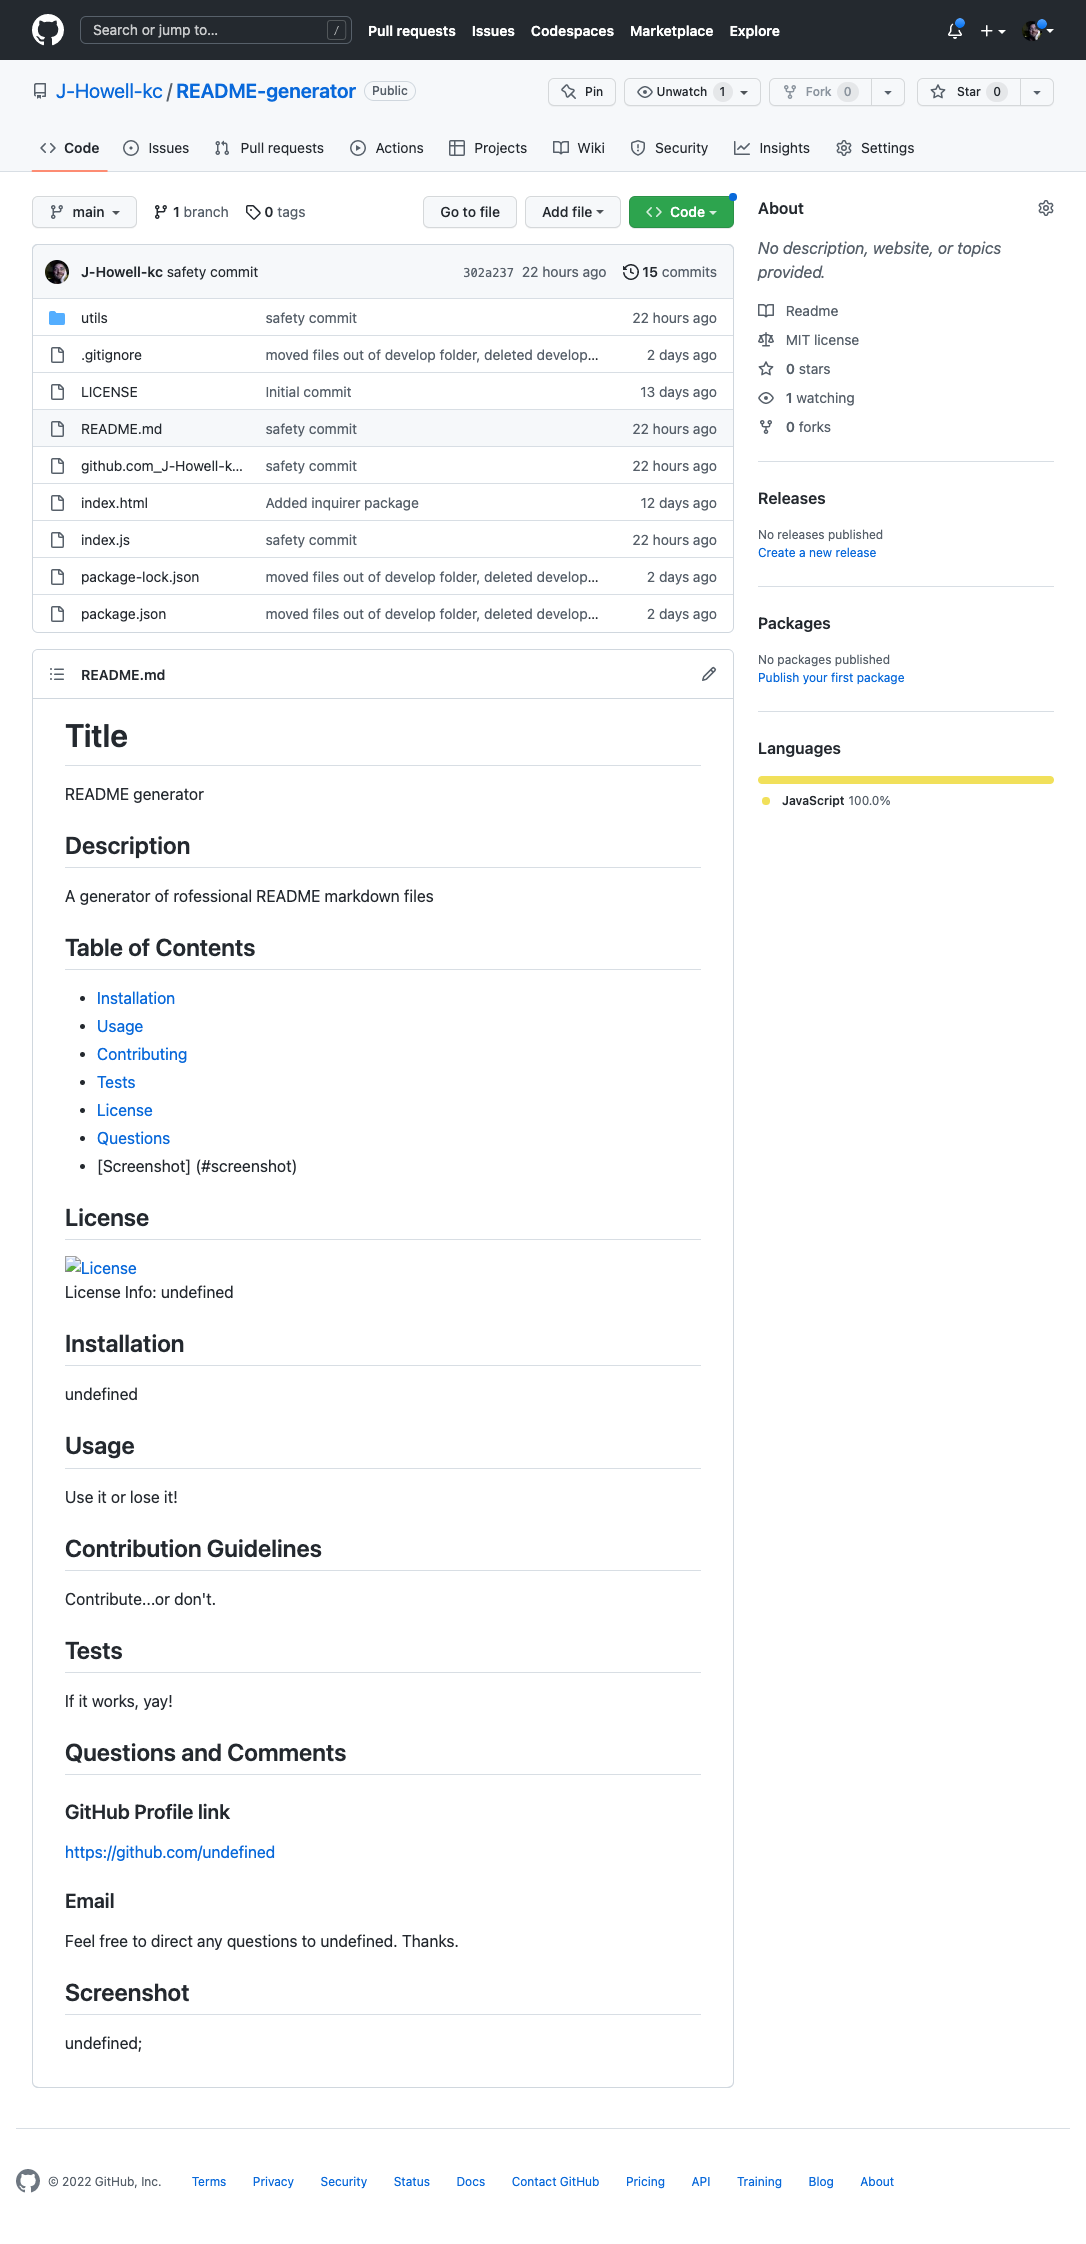 Search or jump to... / Pull requests Issues Codespaces Marketplace Explore
J-Howell-kc / README-generator Public Pin Unwatch 1 Fork 0 Star 0
Code Issues Pull requests Actions Projects Wiki Security Insights Settings
main 1 branch 0 tags Go to file Add file Code
J-Howell-kc safety commit 302a237 22 hours ago 15 commits
utils safety commit 22 hours ago
.gitignore moved files out of develop folder, deleted develop... 2 days ago
LICENSE Initial commit 13 days ago
README.md safety commit 22 hours ago
github.com_J-Howell-k... safety commit 22 hours ago
index.html Added inquirer package 12 days ago
index.js safety commit 22 hours ago
package-lock.json moved files out of develop folder, deleted develop... 2 days ago
package.json moved files out of develop folder, deleted develop... 2 days ago
README.md
Title
README generator
Description
A generator of rofessional README markdown files
Table of Contents
Installation
Usage
Contributing
Tests
License
Questions
[Screenshot] (#screenshot)
License
License
License Info: undefined
Installation
undefined
Usage
Use it or lose it!
Contribution Guidelines
Contribute...or don't.
Tests
If it works, yay!
Questions and Comments
GitHub Profile link
https://github.com/undefined
Email
Feel free to direct any questions to undefined. Thanks.
Screenshot
undefined;
About
No description, website, or topics
provided.
Readme
MIT license
0 stars
1 watching
0 forks
Releases
No releases published
Create a new release
Packages
No packages published
Publish your first package
Languages
JavaScript 100.0%
© 2022 GitHub, Inc. Terms Privacy Security Status Docs Contact GitHub Pricing API Training Blog About